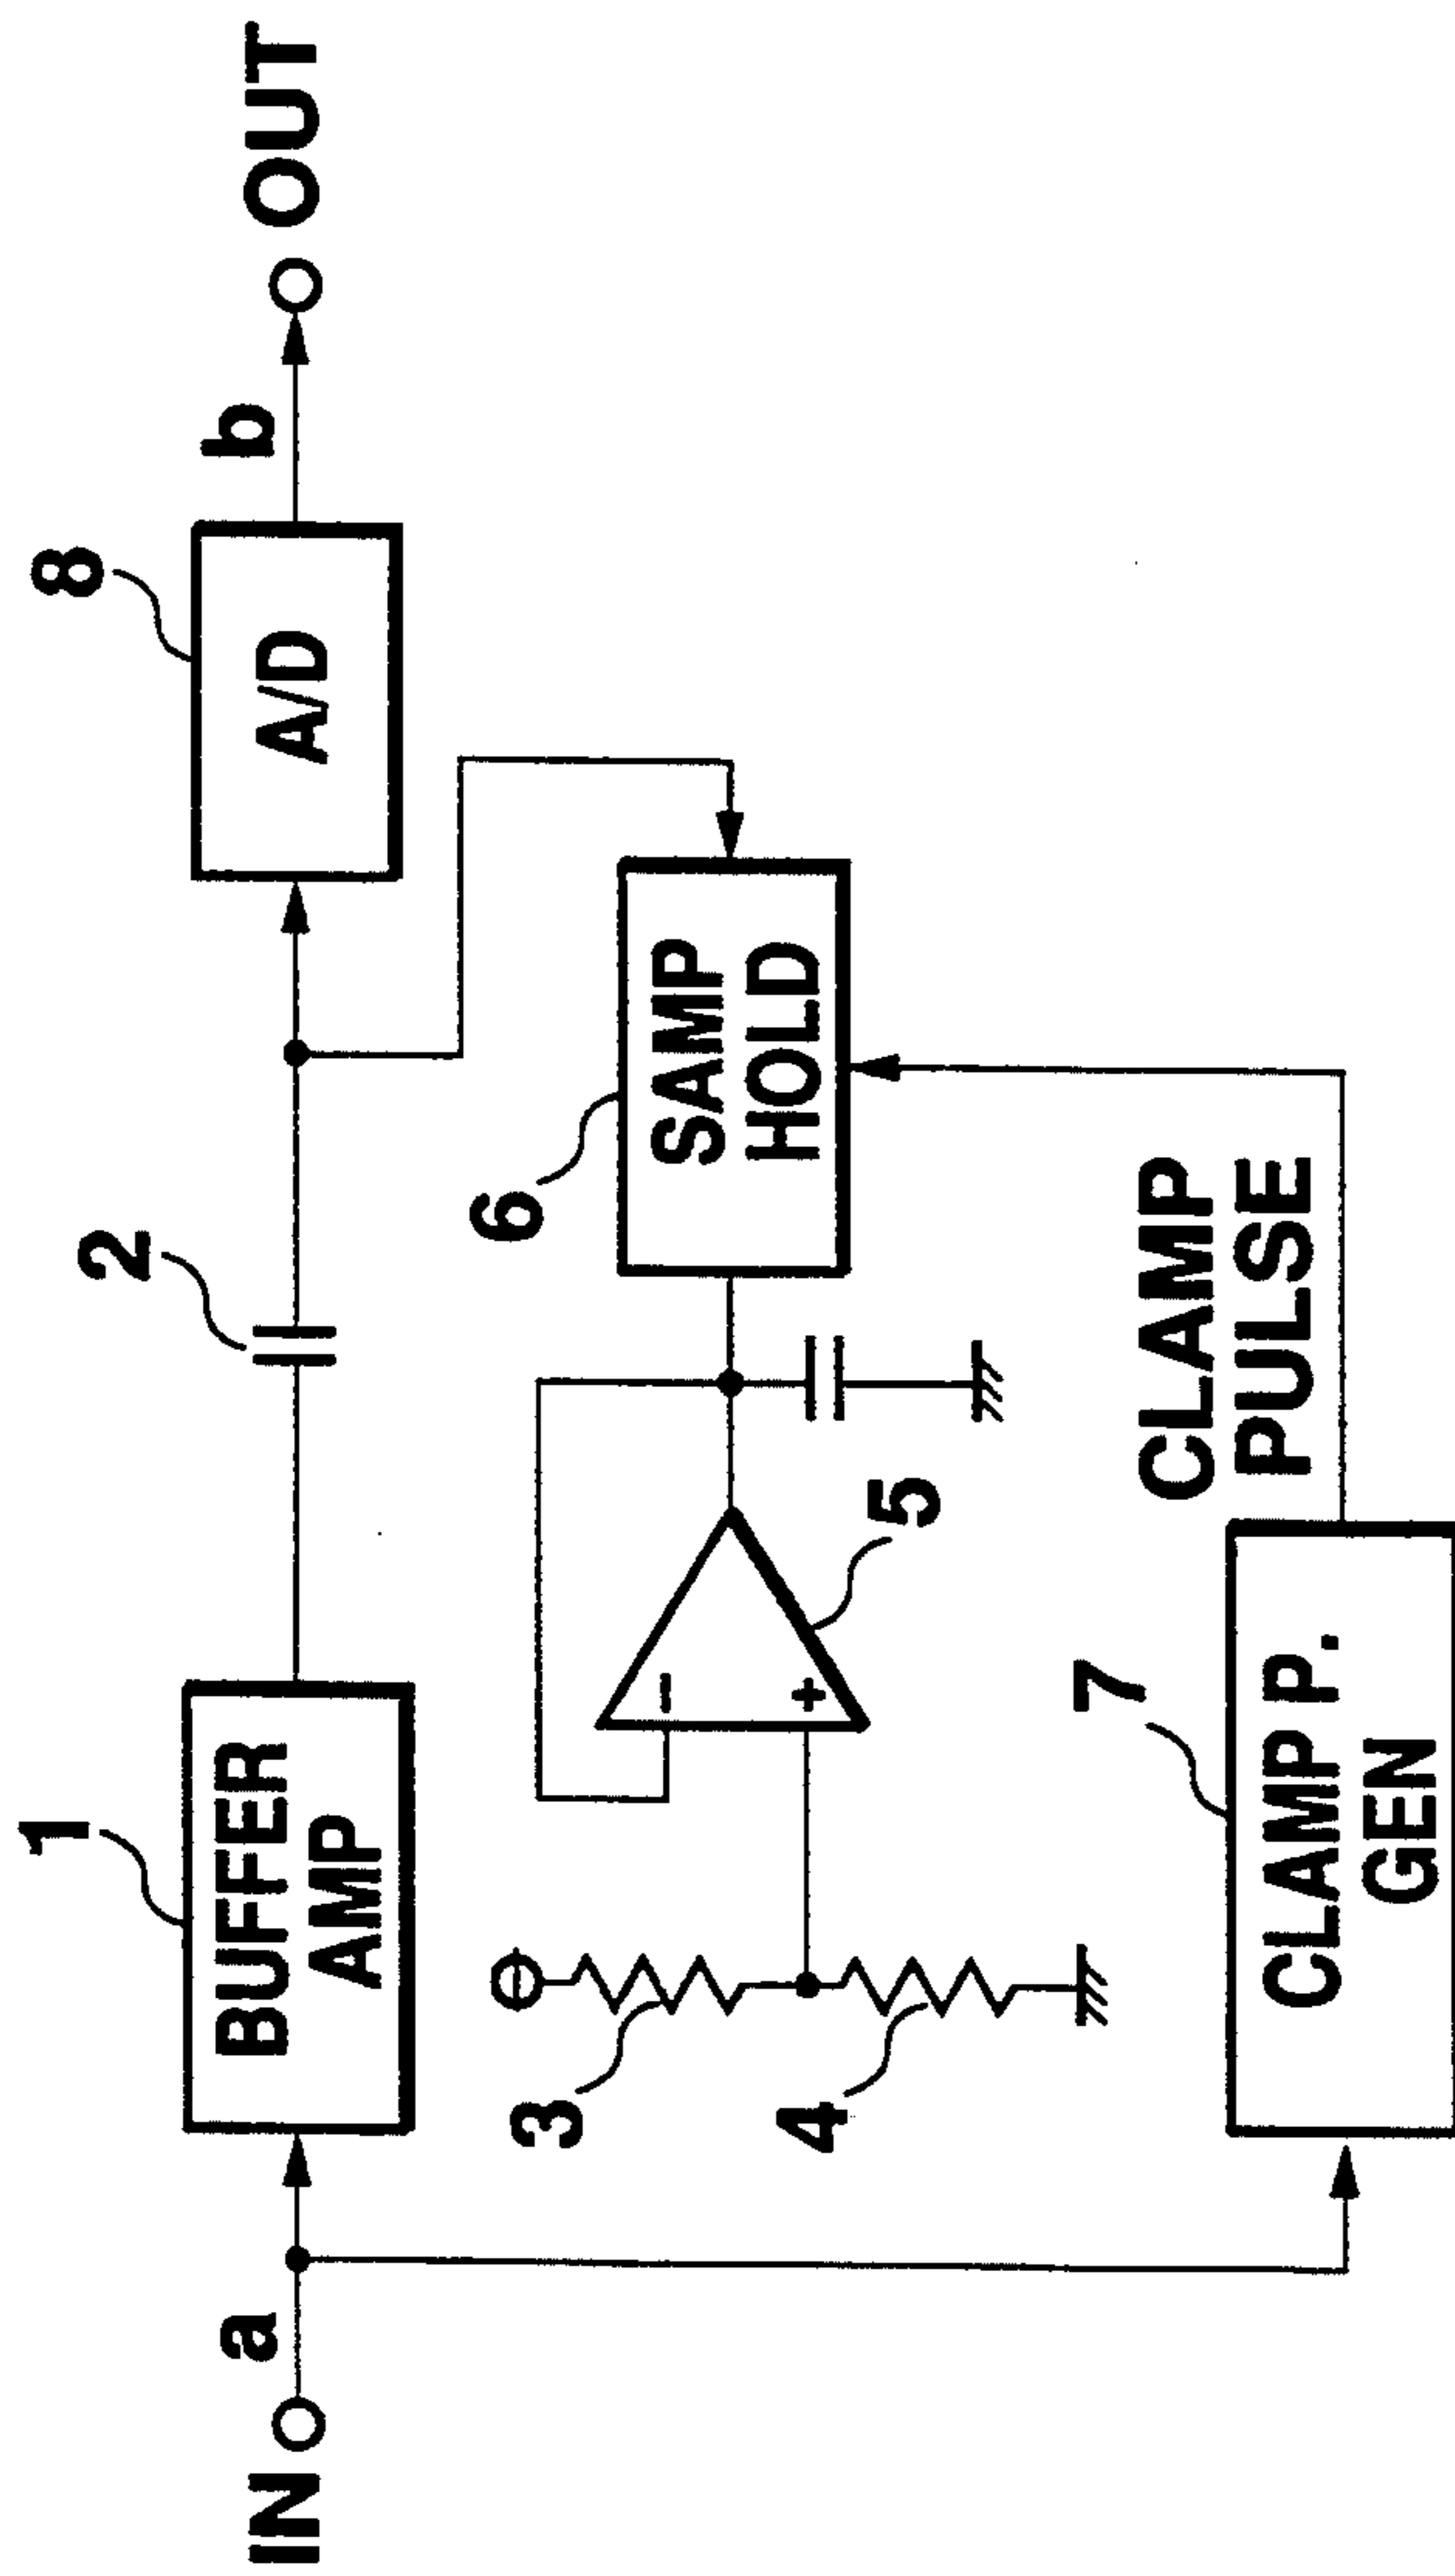 IN
a
1
BUFFER
AMP
2
8
A/D
b
OUT
3
4
-
+
5
6
SAMP
HOLD
7
CLAMP P.
GEN
CLAMP
PULSE